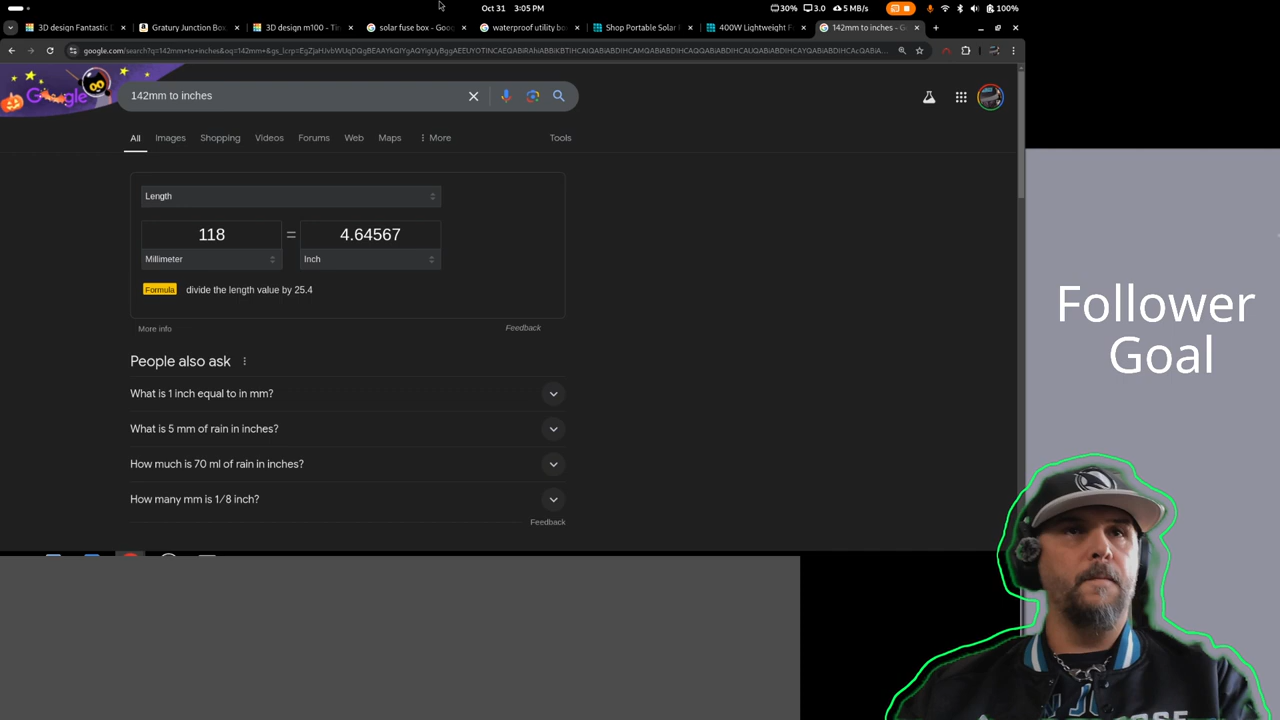 Oct 31 3:05 PM
30% 3.0 5 MB/s 100%
3D design Fantastic D
Gratury Junction Box
3D design m100 - Tin
solar fuse box - Goo
waterproof utility bo
Shop Portable Solar
400W Lightweight F
142mm to inches - G
Google
142mm to inches
All Images Shopping Videos Forums Web Maps More Tools
Length
118 = 4.64567
Millimeter Inch
Formula divide the length value by 25.4
More info Feedback
People also ask
What is 1 inch equal to in mm?
What is 5 mm of rain in inches?
How much is 70 ml of rain in inches?
How many mm is 1/8 inch?
Feedback
Follower
Goal